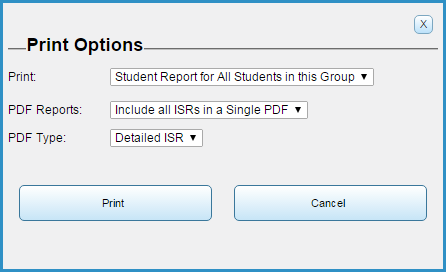 X
Print Options
Print: Student Report for All Students in this Group
PDF Reports: Include all ISRs in a Single PDF
PDF Type: Detailed ISR
Print Cancel